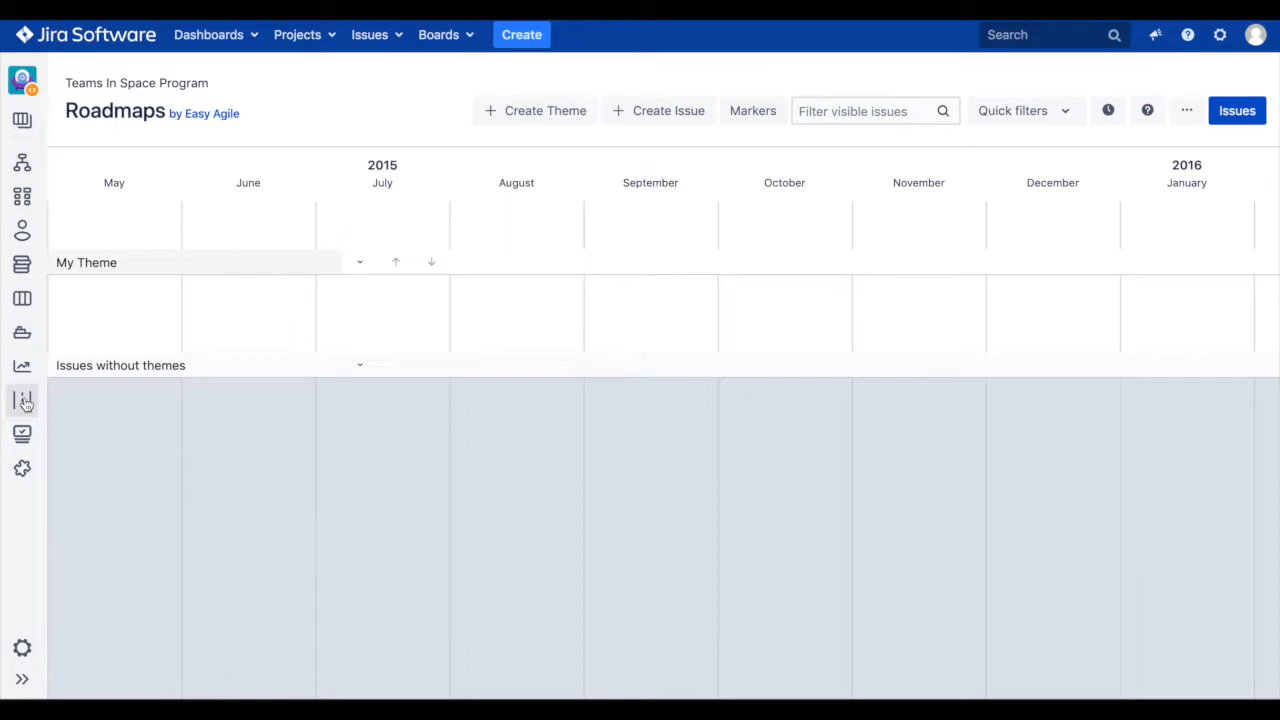 Jira Software Dashboards Projects Issues Boards Create Search
Teams In Space Program
Roadmaps by Easy Agile
Create Theme Create Issue Markers Filter visible issues Quick filters Issues
2015 2016
May June July August September October November December January
My Theme
Issues without themes